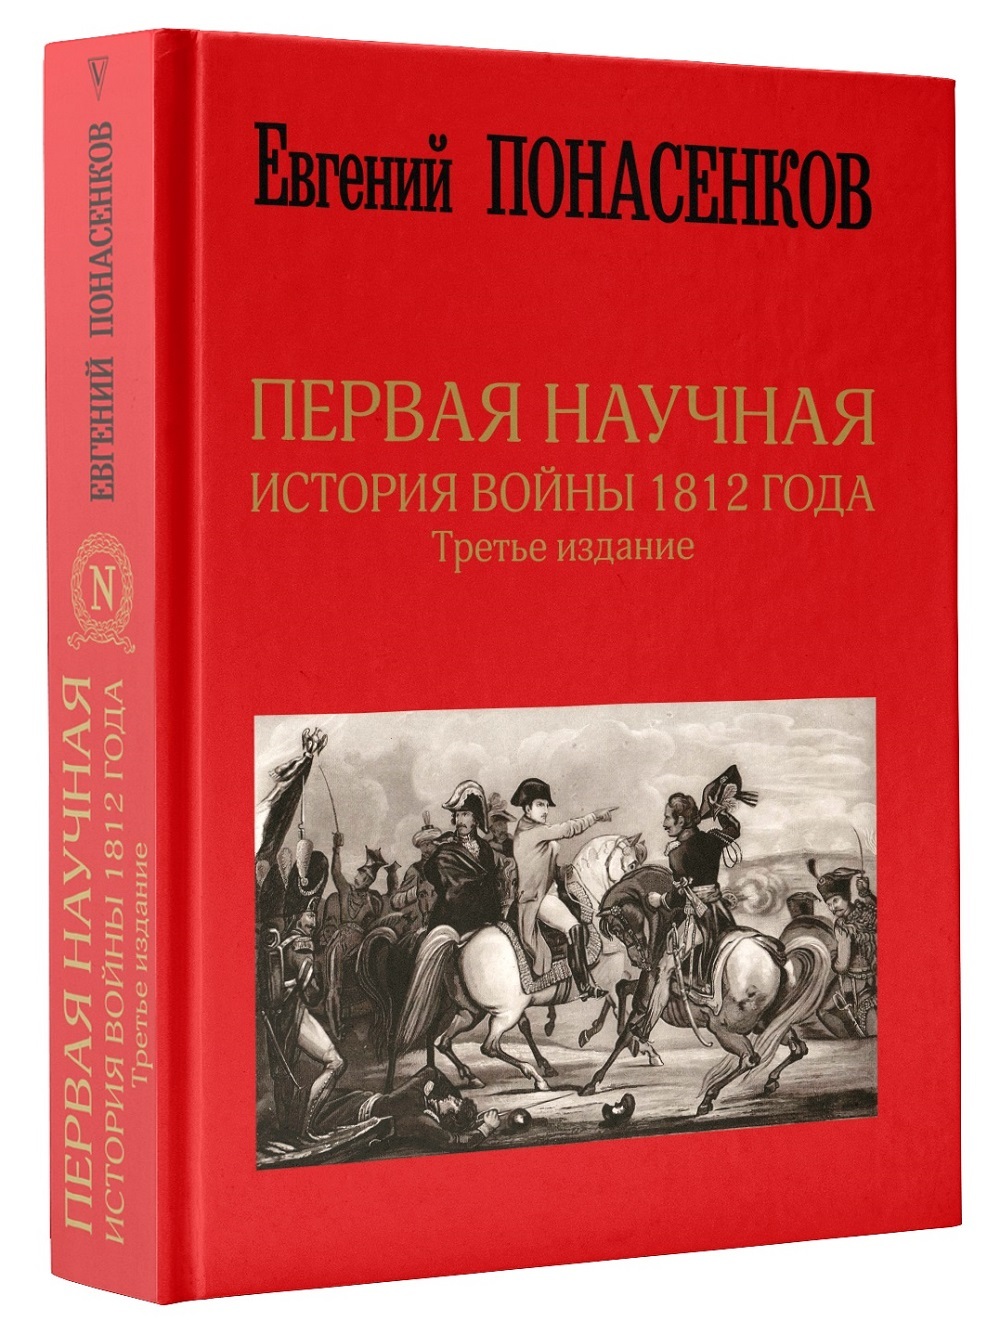 Евгений ПОНАСЕНКОВ
ПЕРВАЯ НАУЧНАЯ
ИСТОРИЯ ВОЙНЫ 1812 ГОДА
Третье издание
V
ЕВГЕНИЙ ПОНАСЕНКОВ
N
ПЕРВАЯ НАУЧНАЯ
ИСТОРИЯ ВОЙНЫ 1812 ГОДА
Третье издание